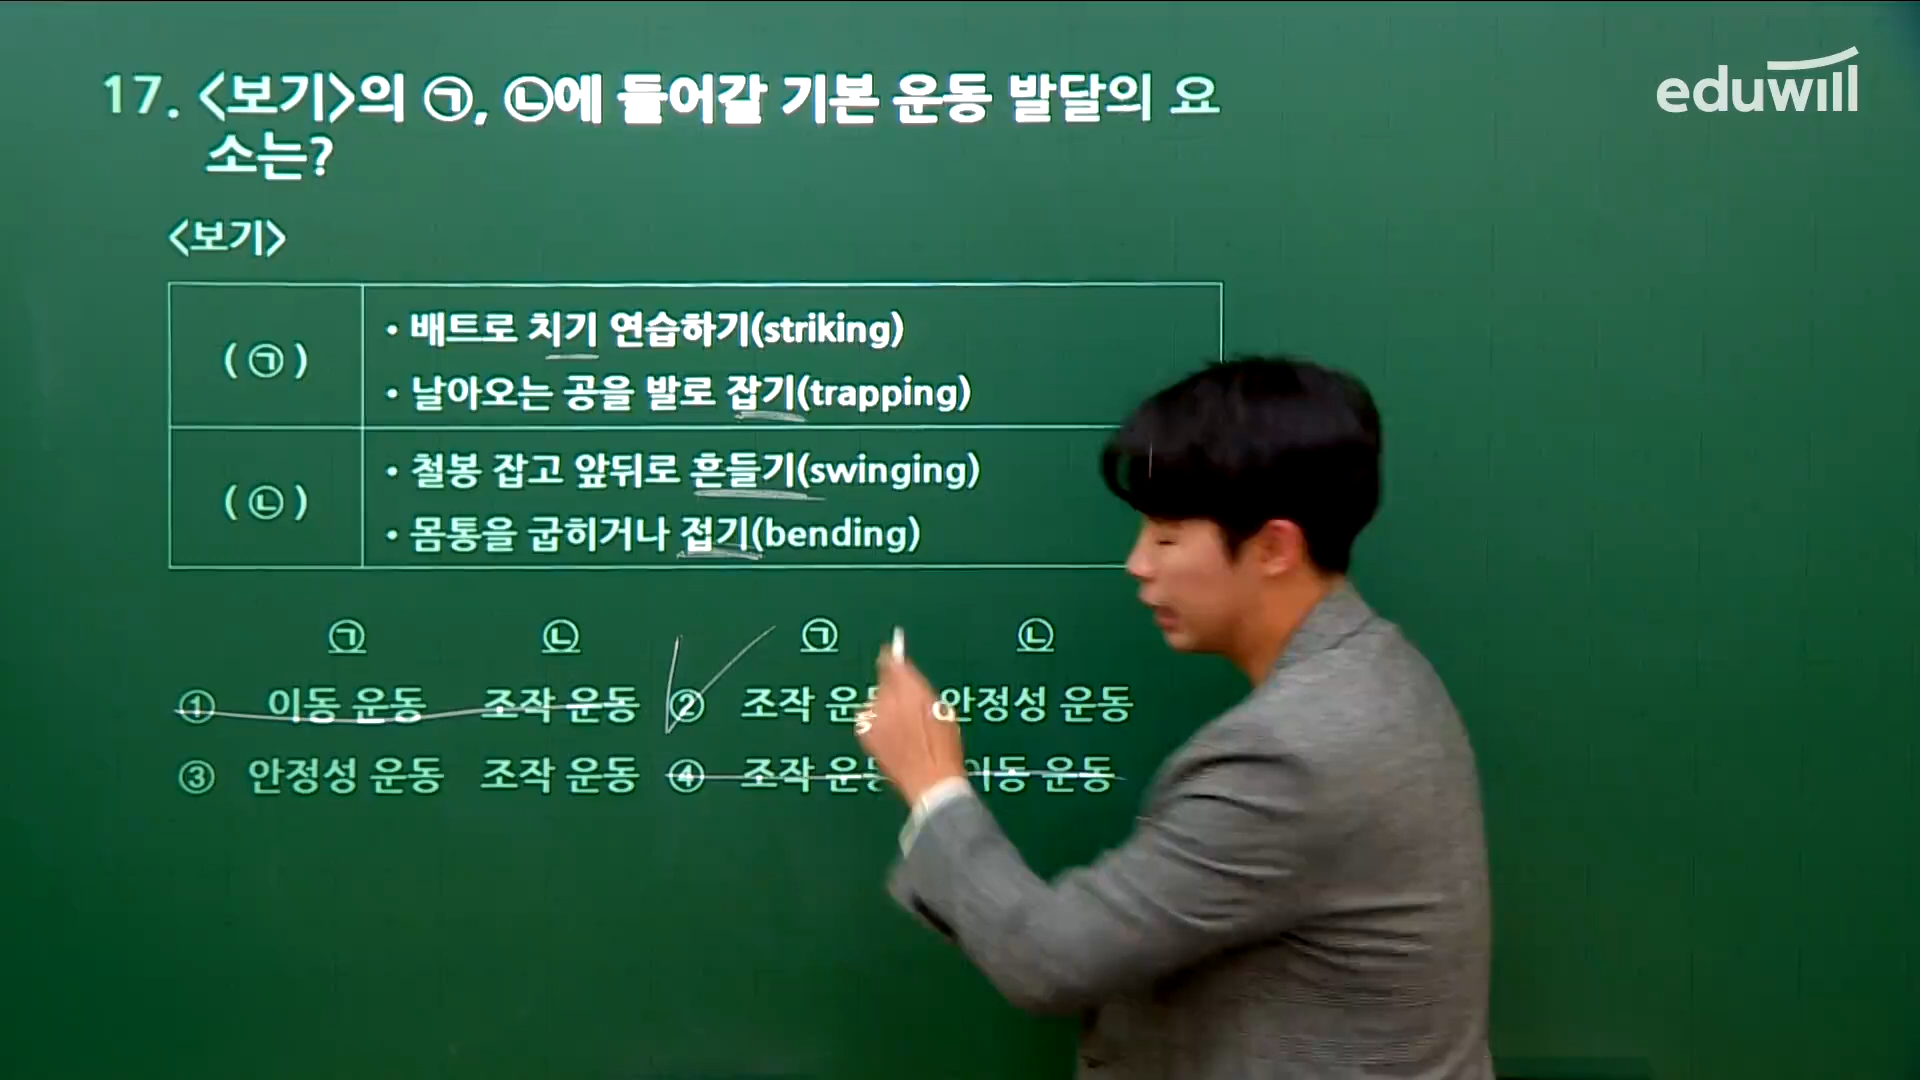 eduwill
17. <보기>의 ㉠, ㉡에 들어갈 기본 운동 발달의 요
소는?
<보기>
( ㉠ )
• 배트로 치기 연습하기(striking)
• 날아오는 공을 발로 잡기(trapping)
( ㉡ )
• 철봉 잡고 앞뒤로 흔들기(swinging)
• 몸통을 굽히거나 접기(bending)
㉠ ㉡ ㉠ ㉡
① 이동 운동 조작 운동 ② 조작 운동 안정성 운동
③ 안정성 운동 조작 운동 ④ 조작 운동 이동 운동